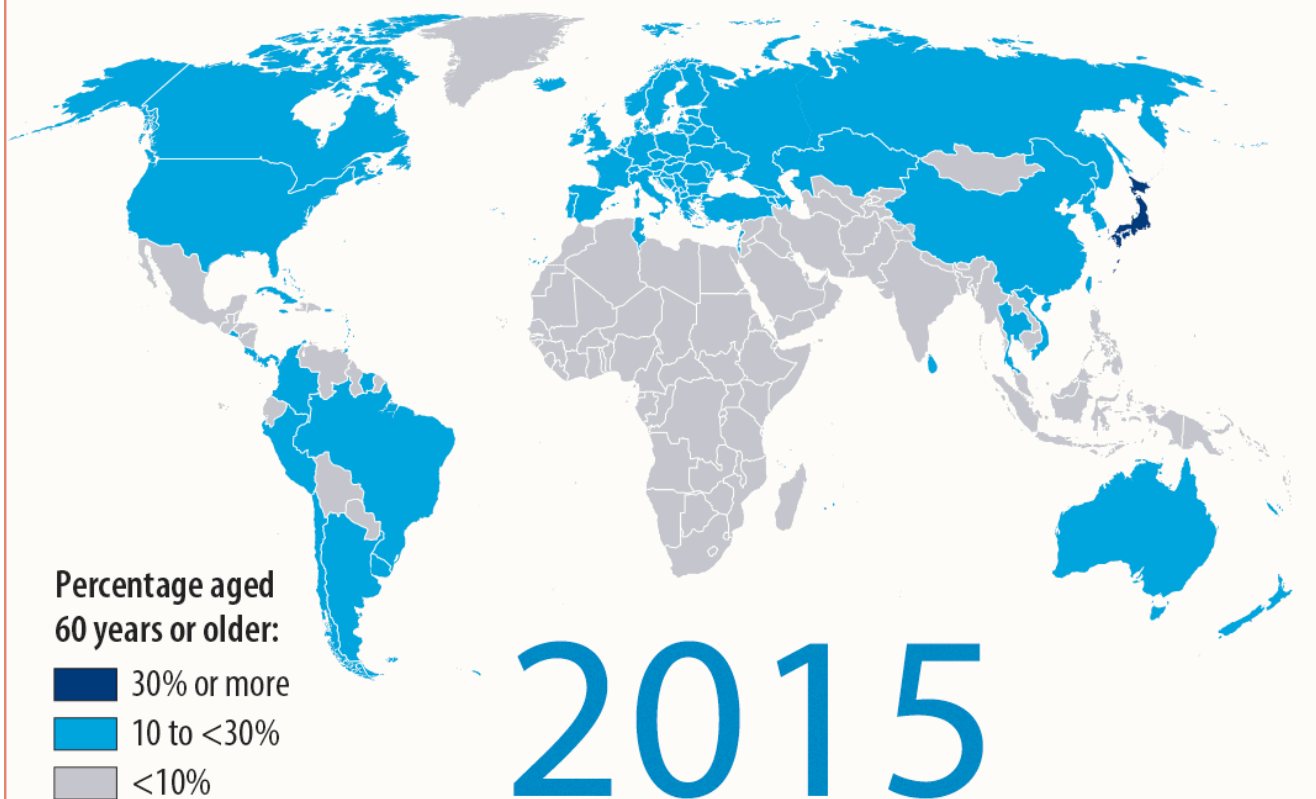 Percentage aged
60 years or older:
30% or more
10 to <30%
<10%
2015